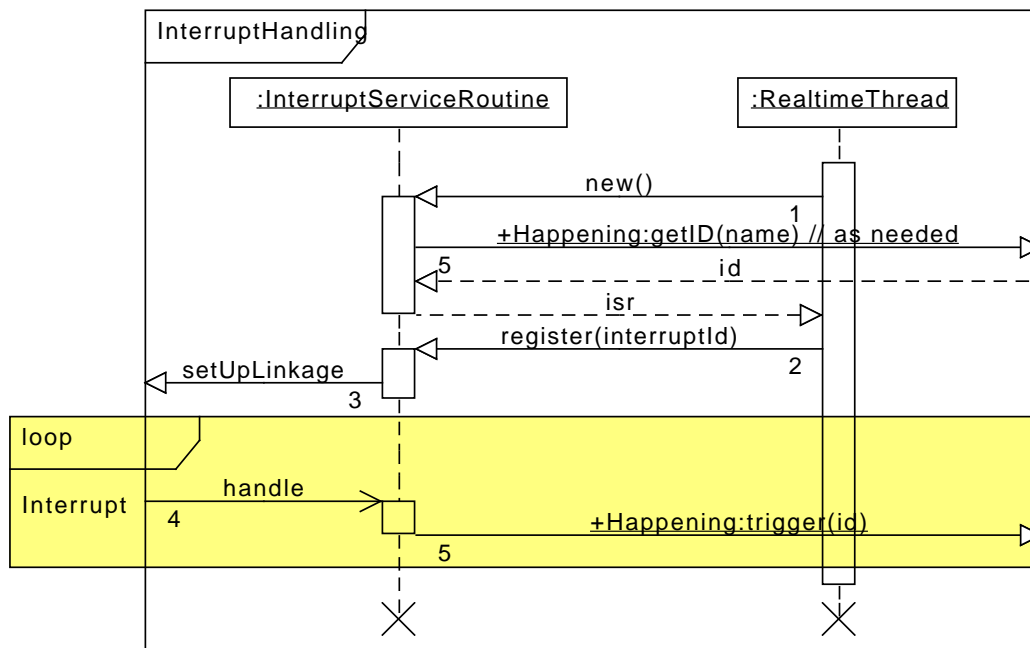 InterruptHandling
:InterruptServiceRoutine
:RealtimeThread
new()
1
+Happening:getID(name) // as needed
5
id
isr
register(interruptId)
2
setUpLinkage
3
loop
Interrupt
handle
4
+Happening:trigger(id)
5